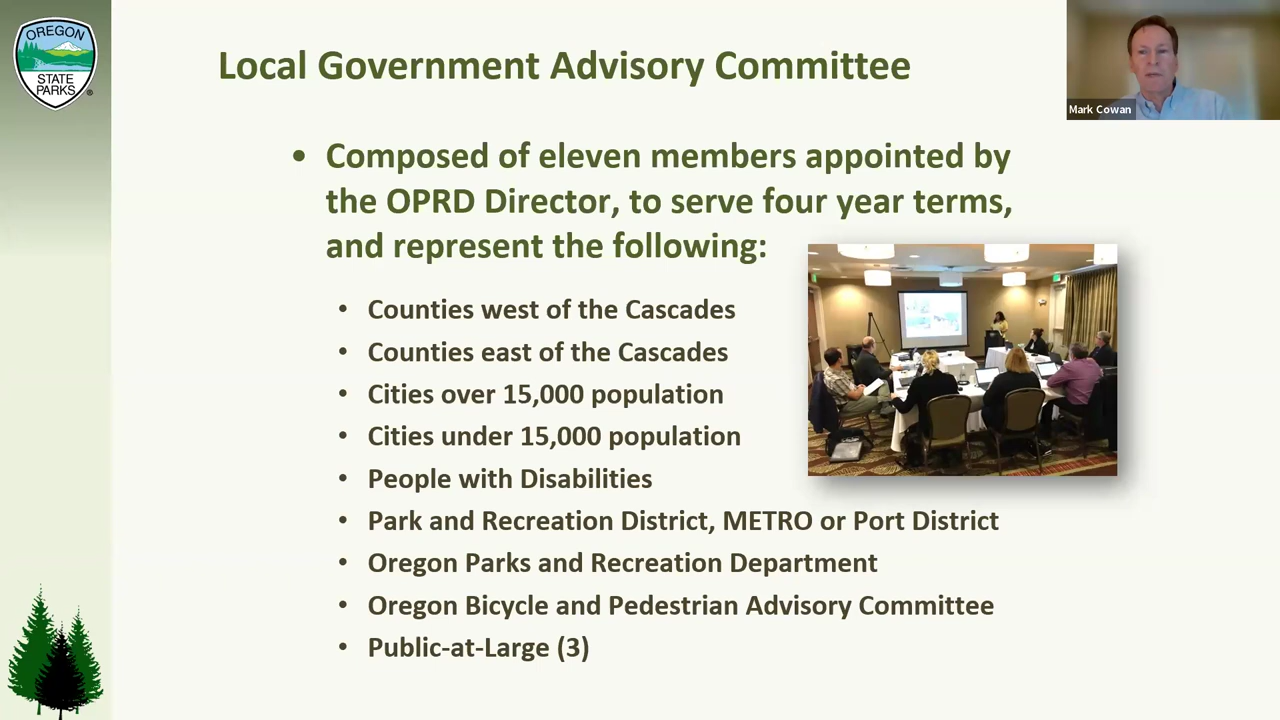 OREGON
STATE
PARKS
®
Local Government Advisory Committee
Mark Cowan
• Composed of eleven members appointed by
the OPRD Director, to serve four year terms,
and represent the following:
• Counties west of the Cascades
• Counties east of the Cascades
• Cities over 15,000 population
• Cities under 15,000 population
• People with Disabilities
• Park and Recreation District, METRO or Port District
• Oregon Parks and Recreation Department
• Oregon Bicycle and Pedestrian Advisory Committee
• Public-at-Large (3)